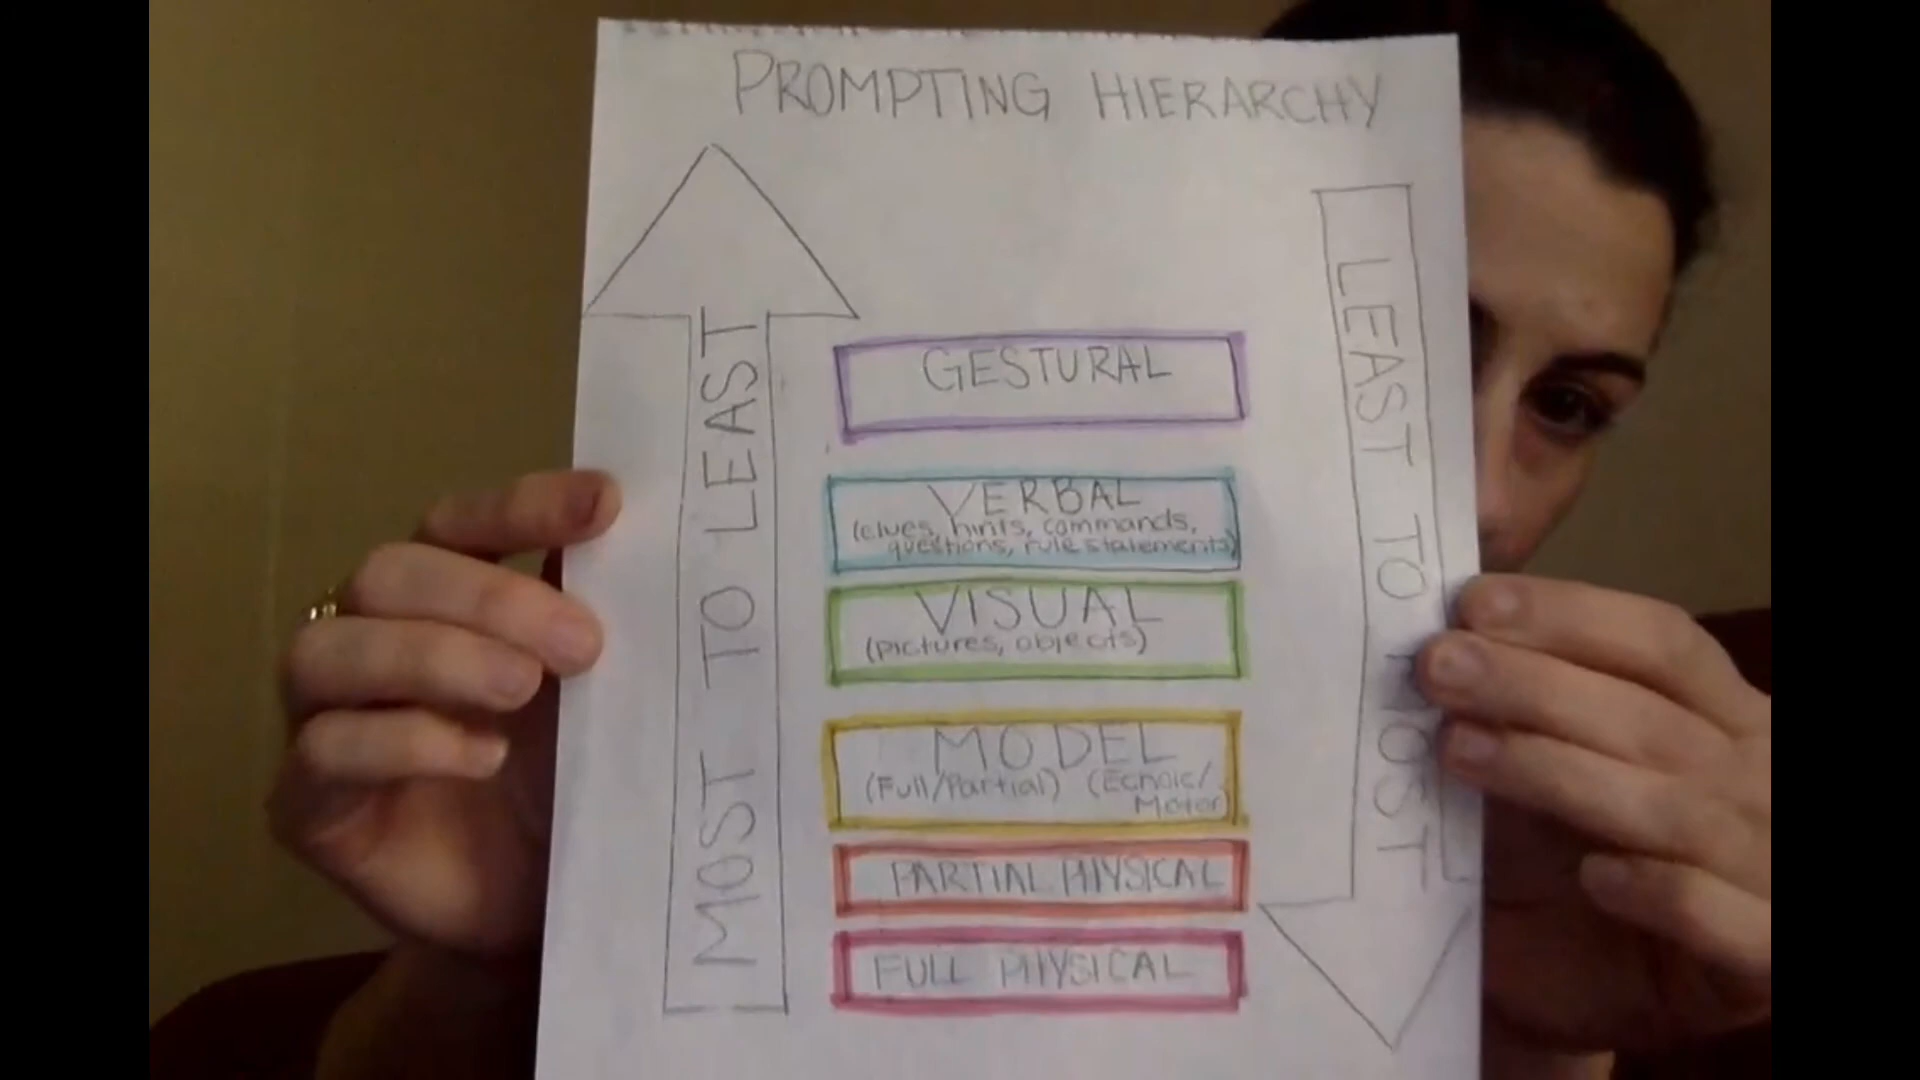 PROMPTING HIERARCHY
MOST TO LEAST
LEAST TO MOST
GESTURAL
VERBAL
(clues, hints, commands,
questions, rule statements)
VISUAL
(pictures, objects)
MODEL
(Full/Partial) (Echoic/
Motor)
PARTIAL PHYSICAL
FULL PHYSICAL